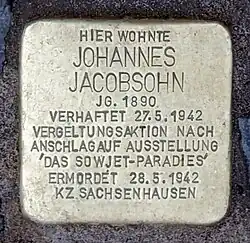 HIER WOHNTE
JOHANNES
JACOBSOHN
JG. 1890
VERHAFTET 27.5.1942
VERGELTUNGSAKTION NACH
ANSCHLAG AUF AUSSTELLUNG
'DAS SOWJET-PARADIES'
ERMORDET 28.5.1942
KZ SACHSENHAUSEN